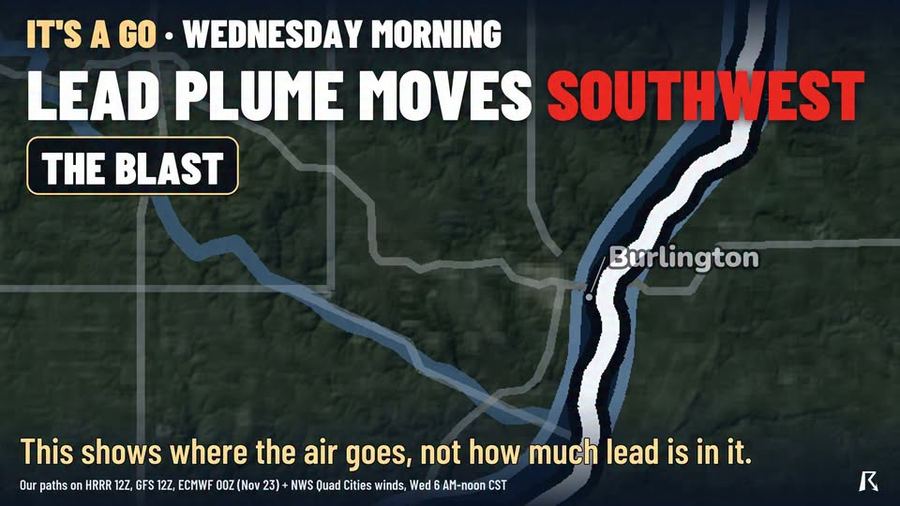 IT'S A GO • WEDNESDAY MORNING
LEAD PLUME MOVES SOUTHWEST
THE BLAST
Burlington
This shows where the air goes, not how much lead is in it.
Our paths on HRRR 12Z, GFS 12Z, ECMWF 00Z (Nov 23) + NWS Quad Cities winds, Wed 6 AM-noon CST